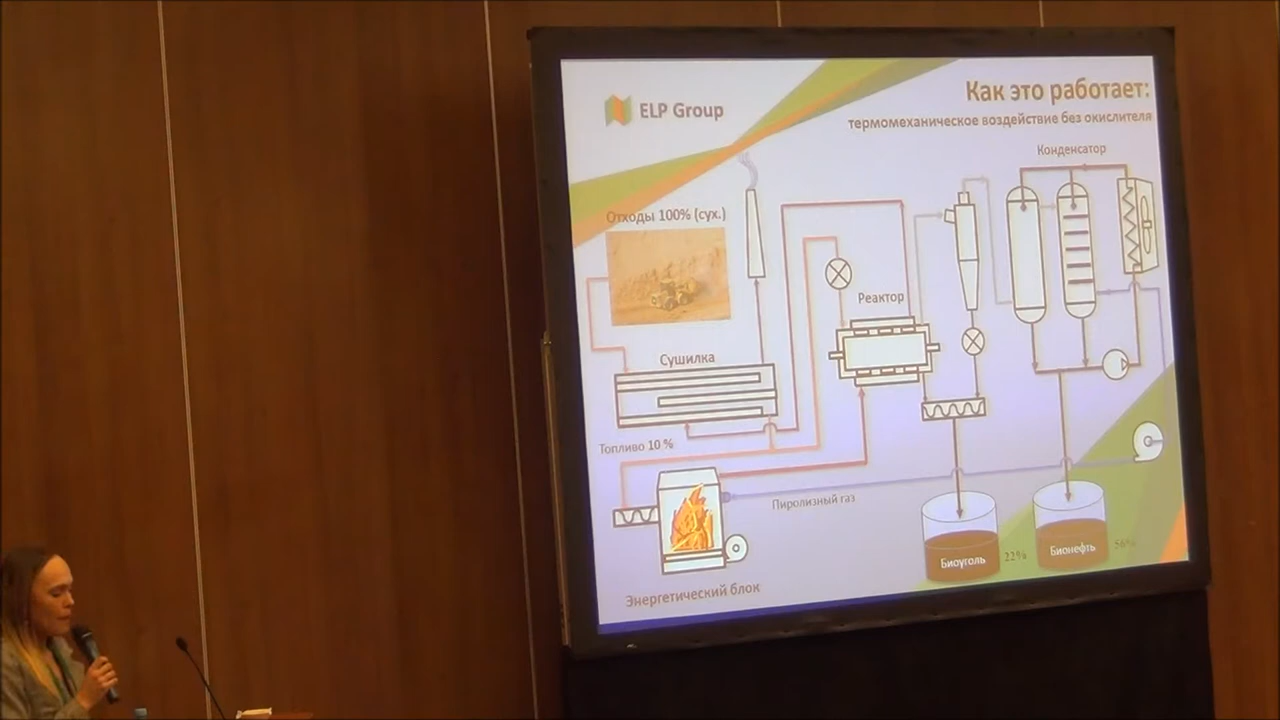 ELP Group
Как это работает:
термомеханическое воздействие без окислителя
Конденсатор
Отходы 100% (сух.)
Реактор
Сушилка
Топливо 10 %
Пиролизный газ
Биоуголь
22%
Бионефть
56%
Энергетический блок